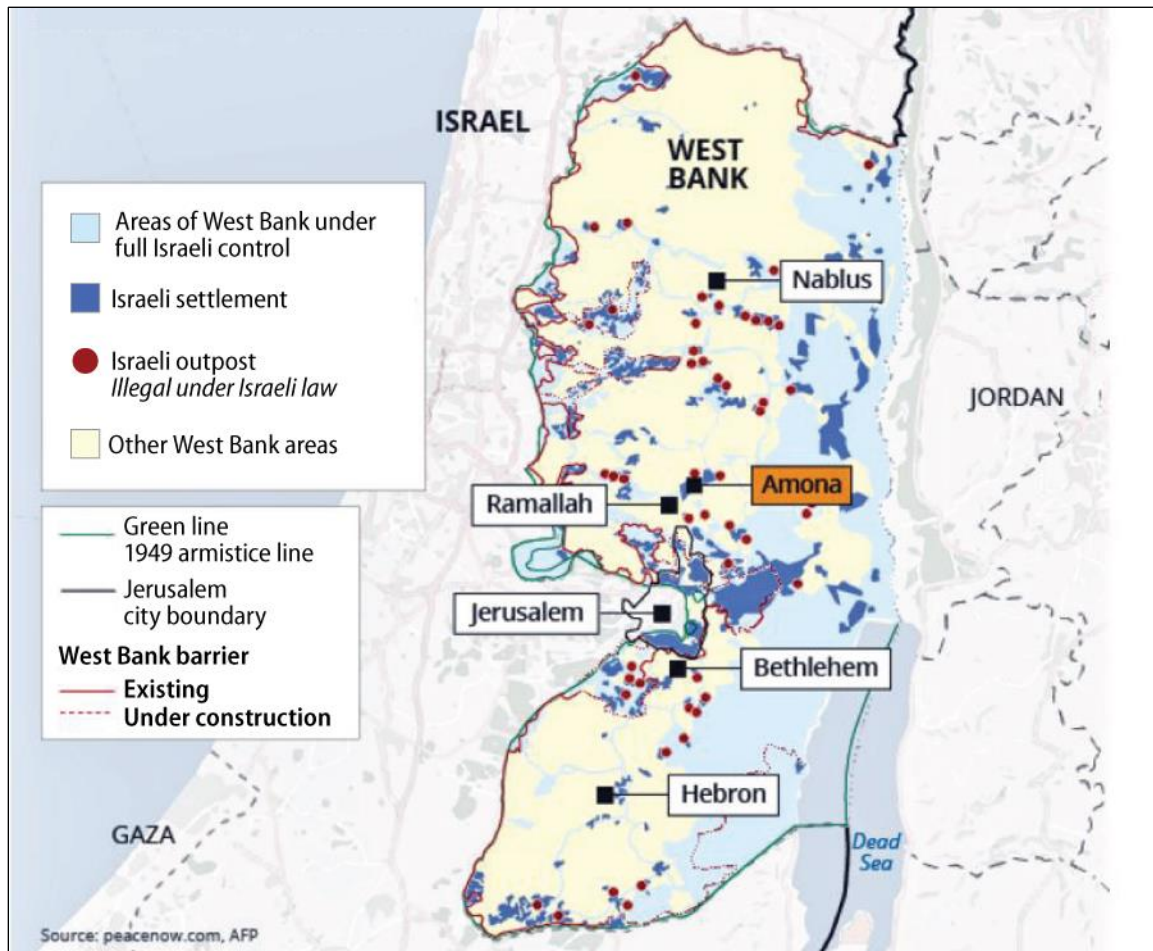 ISRAEL
WEST
BANK
Areas of West Bank under
full Israeli control
Israeli settlement
Israeli outpost
Illegal under Israeli law
Other West Bank areas
Green line
1949 armistice line
Jerusalem
city boundary
West Bank barrier
Existing
Under construction
Nablus
JORDAN
Amona
Ramallah
Jerusalem
Bethlehem
Hebron
GAZA
Dead
Sea
Source: peacenow.com, AFP